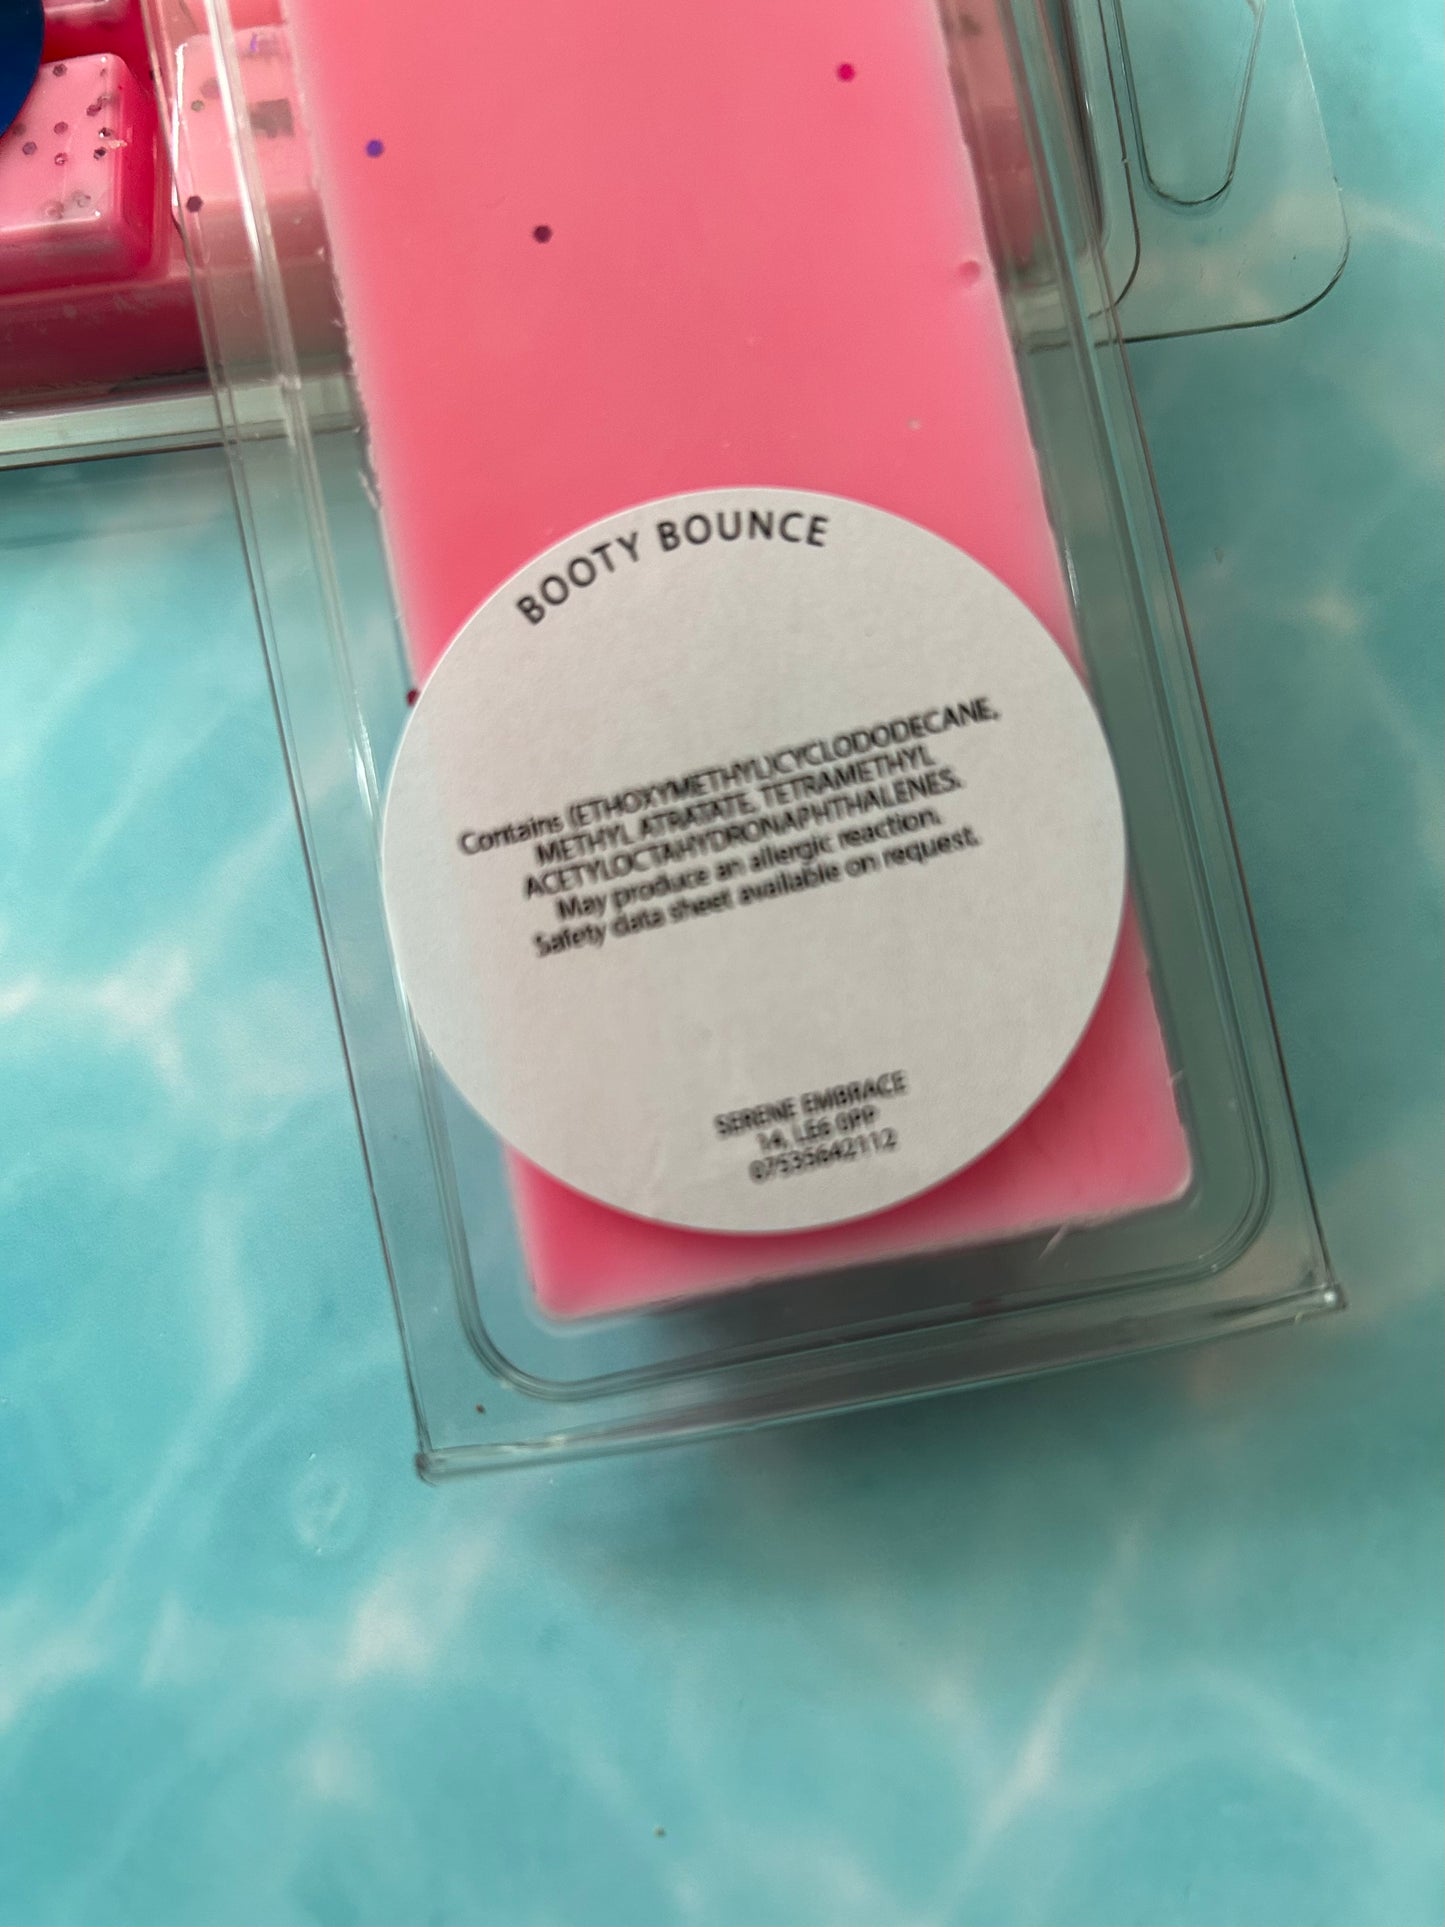 BOOTY BOUNCE
Contains (ETHOXYMETHYL)CYCLODODECANE,
METHYL ATRATATE, TETRAMETHYL
ACETYLOCTAHYDRONAPHTHALENES.
May produce an allergic reaction.
Safety data sheet available on request.
SERENE EMBRACE
14, LE6 0PP
07535642112